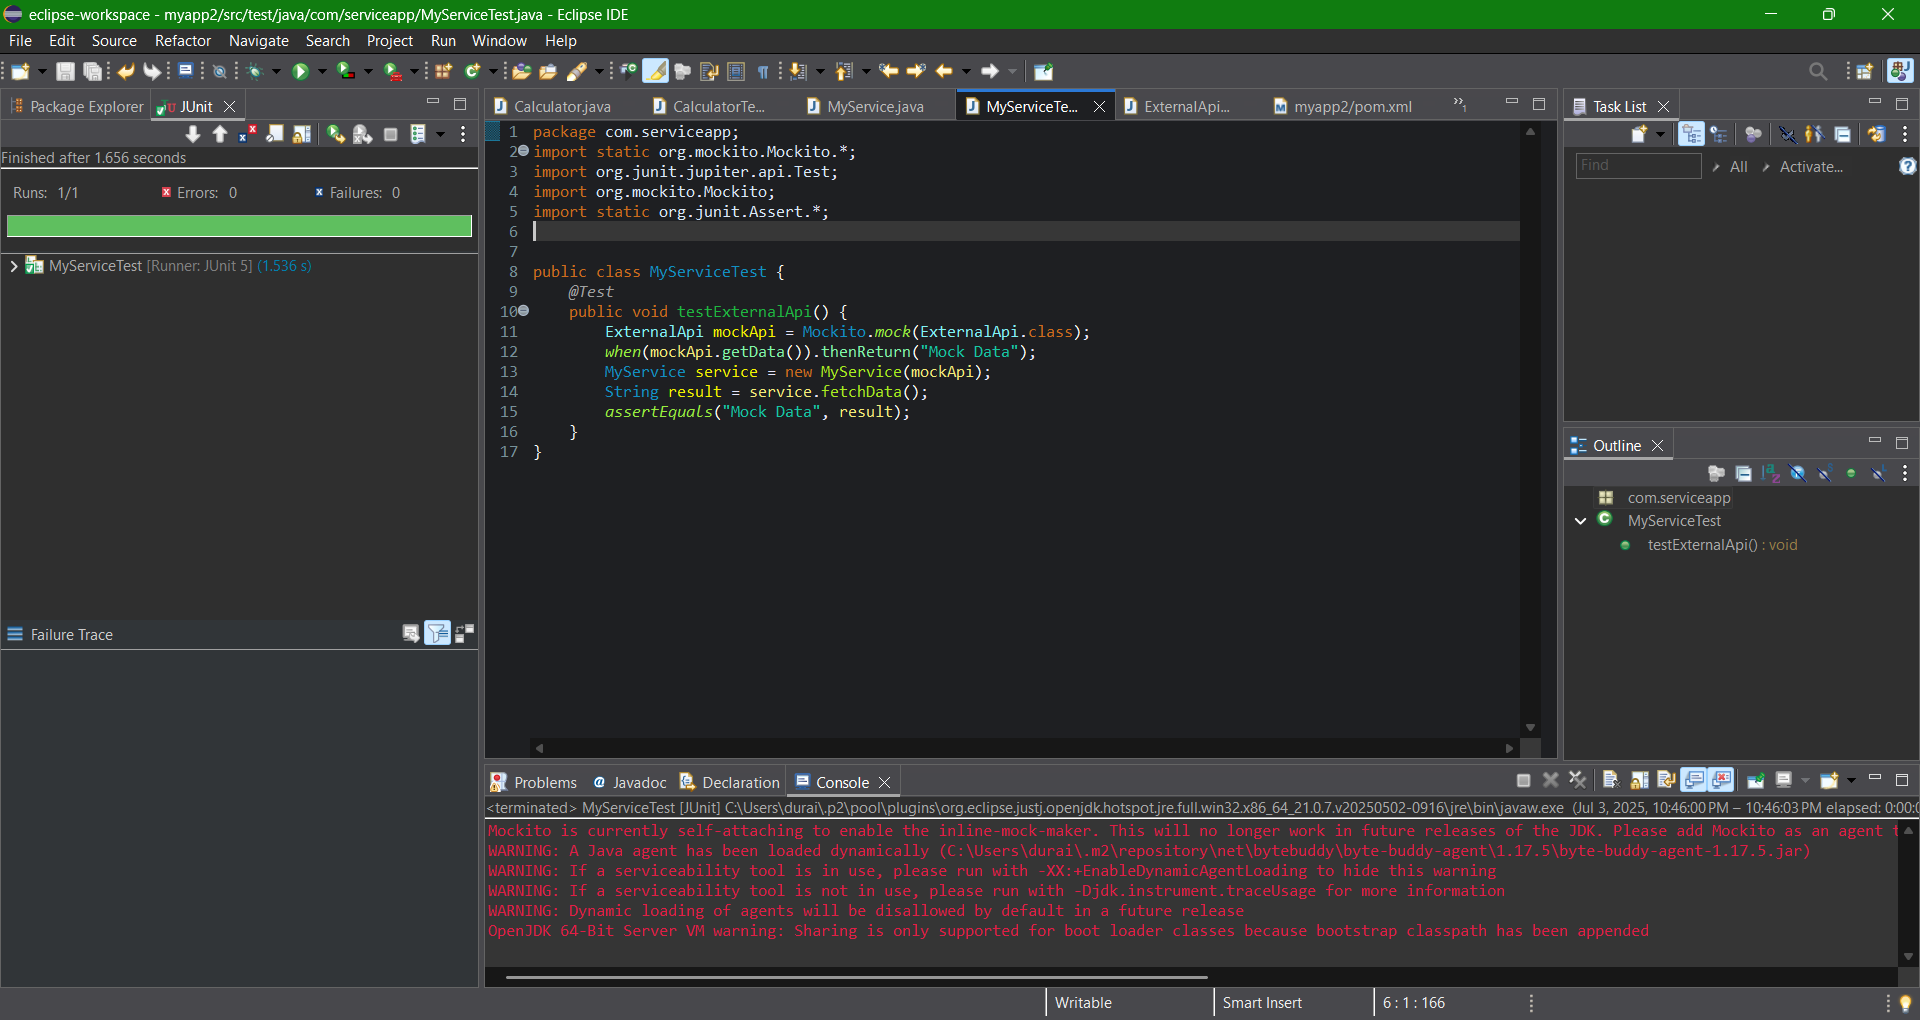 eclipse-workspace - myapp2/src/test/java/com/serviceapp/MyServiceTest.java - Eclipse IDE
File Edit Source Refactor Navigate Search Project Run Window Help
Package Explorer JUnit
Finished after 1.656 seconds
Runs: 1/1 Errors: 0 Failures: 0
MyServiceTest [Runner: JUnit 5] (1.536 s)
Failure Trace
Calculator.java CalculatorTe... MyService.java MyServiceTe... ExternalApi... myapp2/pom.xml »1
1 package com.serviceapp;
2 import static org.mockito.Mockito.*;
3 import org.junit.jupiter.api.Test;
4 import org.mockito.Mockito;
5 import static org.junit.Assert.*;
6
7
8 public class MyServiceTest {
9 @Test
10 public void testExternalApi() {
11 ExternalApi mockApi = Mockito.mock(ExternalApi.class);
12 when(mockApi.getData()).thenReturn("Mock Data");
13 MyService service = new MyService(mockApi);
14 String result = service.fetchData();
15 assertEquals("Mock Data", result);
16 }
17 }
Task List
Find All Activate...
Outline
com.serviceapp
MyServiceTest
testExternalApi() : void
Problems Javadoc Declaration Console
<terminated> MyServiceTest [JUnit] C:\Users\durai\.p2\pool\plugins\org.eclipse.justj.openjdk.hotspot.jre.full.win32.x86_64_21.0.7.v20250502-0916\jre\bin\javaw.exe (Jul 3, 2025, 10:46:00 PM – 10:46:03 PM elapsed: 0:00:0
Mockito is currently self-attaching to enable the inline-mock-maker. This will no longer work in future releases of the JDK. Please add Mockito as an agent t
WARNING: A Java agent has been loaded dynamically (C:\Users\durai\.m2\repository\net\bytebuddy\byte-buddy-agent\1.17.5\byte-buddy-agent-1.17.5.jar)
WARNING: If a serviceability tool is in use, please run with -XX:+EnableDynamicAgentLoading to hide this warning
WARNING: If a serviceability tool is not in use, please run with -Djdk.instrument.traceUsage for more information
WARNING: Dynamic loading of agents will be disallowed by default in a future release
OpenJDK 64-Bit Server VM warning: Sharing is only supported for boot loader classes because bootstrap classpath has been appended
Writable Smart Insert 6 : 1 : 166